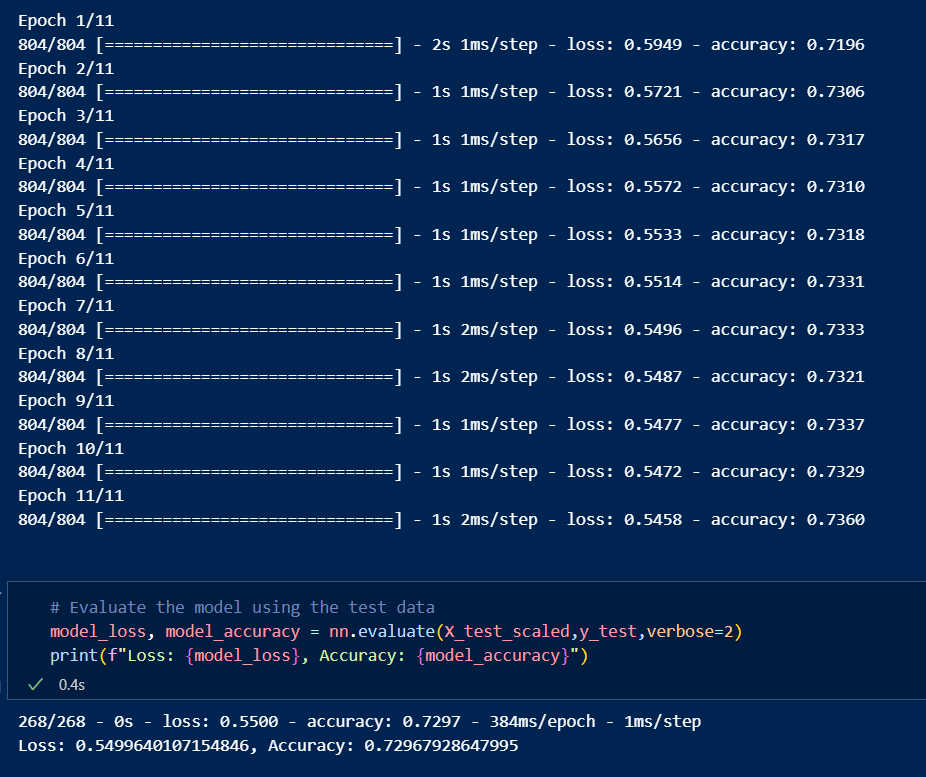 Epoch 1/11
804/804 [==============================] - 2s 1ms/step - loss: 0.5949 - accuracy: 0.7196
Epoch 2/11
804/804 [==============================] - 1s 1ms/step - loss: 0.5721 - accuracy: 0.7306
Epoch 3/11
804/804 [==============================] - 1s 1ms/step - loss: 0.5656 - accuracy: 0.7317
Epoch 4/11
804/804 [==============================] - 1s 1ms/step - loss: 0.5572 - accuracy: 0.7310
Epoch 5/11
804/804 [==============================] - 1s 1ms/step - loss: 0.5533 - accuracy: 0.7318
Epoch 6/11
804/804 [==============================] - 1s 1ms/step - loss: 0.5514 - accuracy: 0.7331
Epoch 7/11
804/804 [==============================] - 1s 2ms/step - loss: 0.5496 - accuracy: 0.7333
Epoch 8/11
804/804 [==============================] - 1s 2ms/step - loss: 0.5487 - accuracy: 0.7321
Epoch 9/11
804/804 [==============================] - 1s 1ms/step - loss: 0.5477 - accuracy: 0.7337
Epoch 10/11
804/804 [==============================] - 1s 1ms/step - loss: 0.5472 - accuracy: 0.7329
Epoch 11/11
804/804 [==============================] - 1s 2ms/step - loss: 0.5458 - accuracy: 0.7360
# Evaluate the model using the test data
model_loss, model_accuracy = nn.evaluate(X_test_scaled,y_test,verbose=2)
print(f"Loss: {model_loss}, Accuracy: {model_accuracy}")
0.4s
268/268 - 0s - loss: 0.5500 - accuracy: 0.7297 - 384ms/epoch - 1ms/step
Loss: 0.5499640107154846, Accuracy: 0.72967928647995